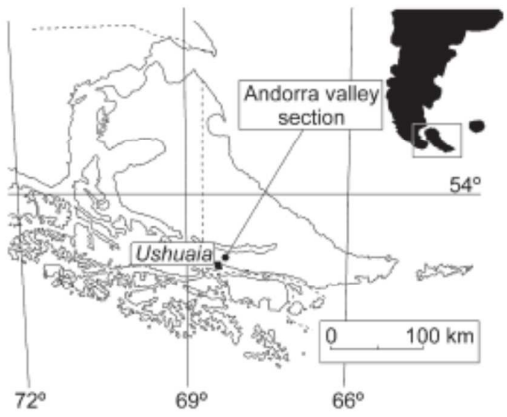 Andorra valley
section
54º
Ushuaia
0 100 km
72º 69º 66º